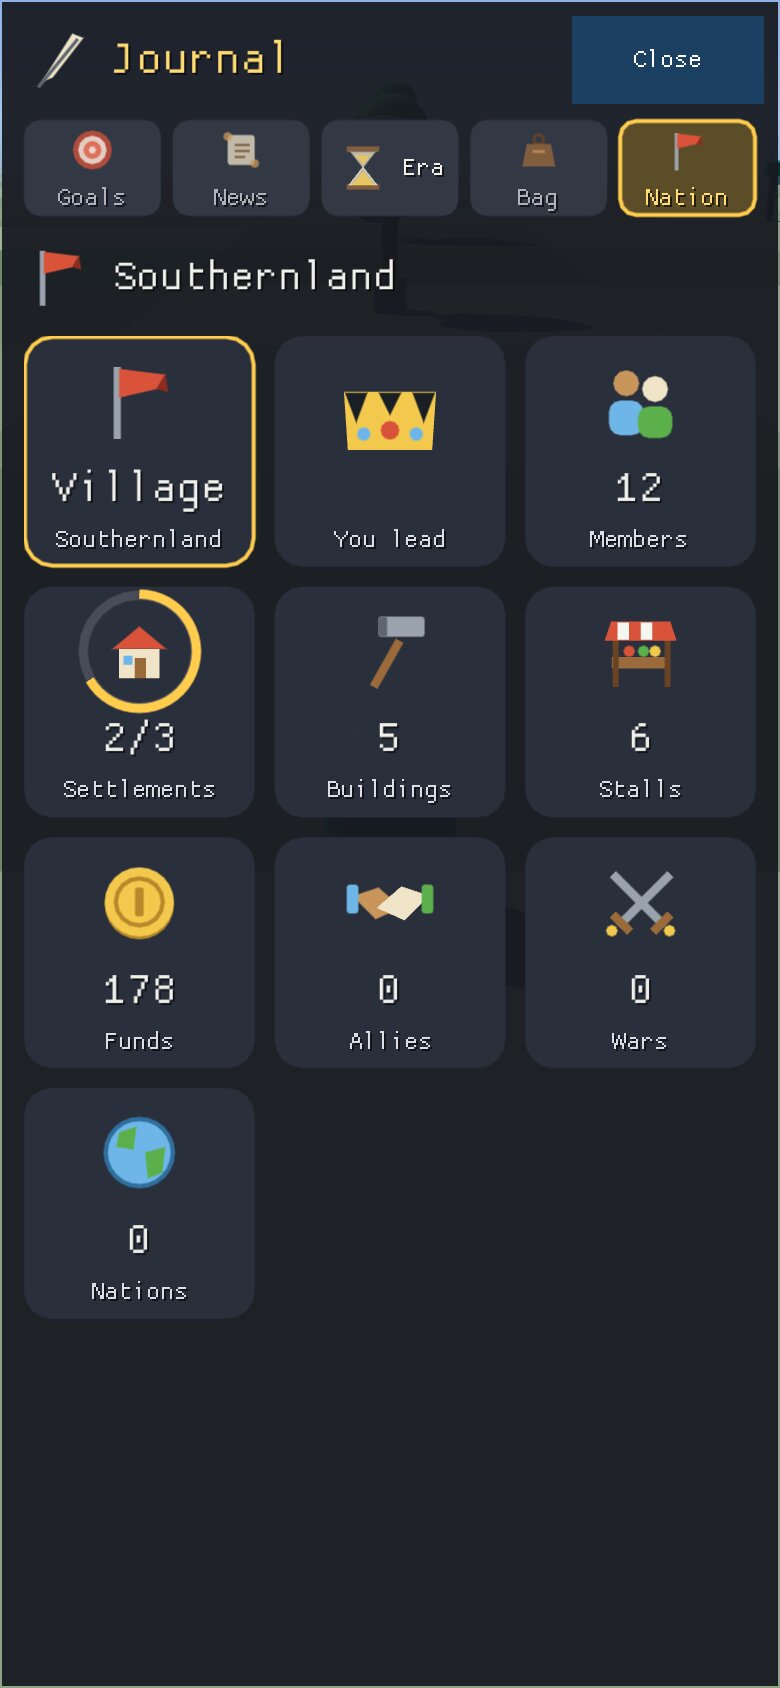 Journal
Close
Goals
News
Era
Bag
Nation
Southernland
Village
Southernland
You lead
12
Members
2/3
Settlements
5
Buildings
6
Stalls
178
Funds
0
Allies
0
Wars
0
Nations